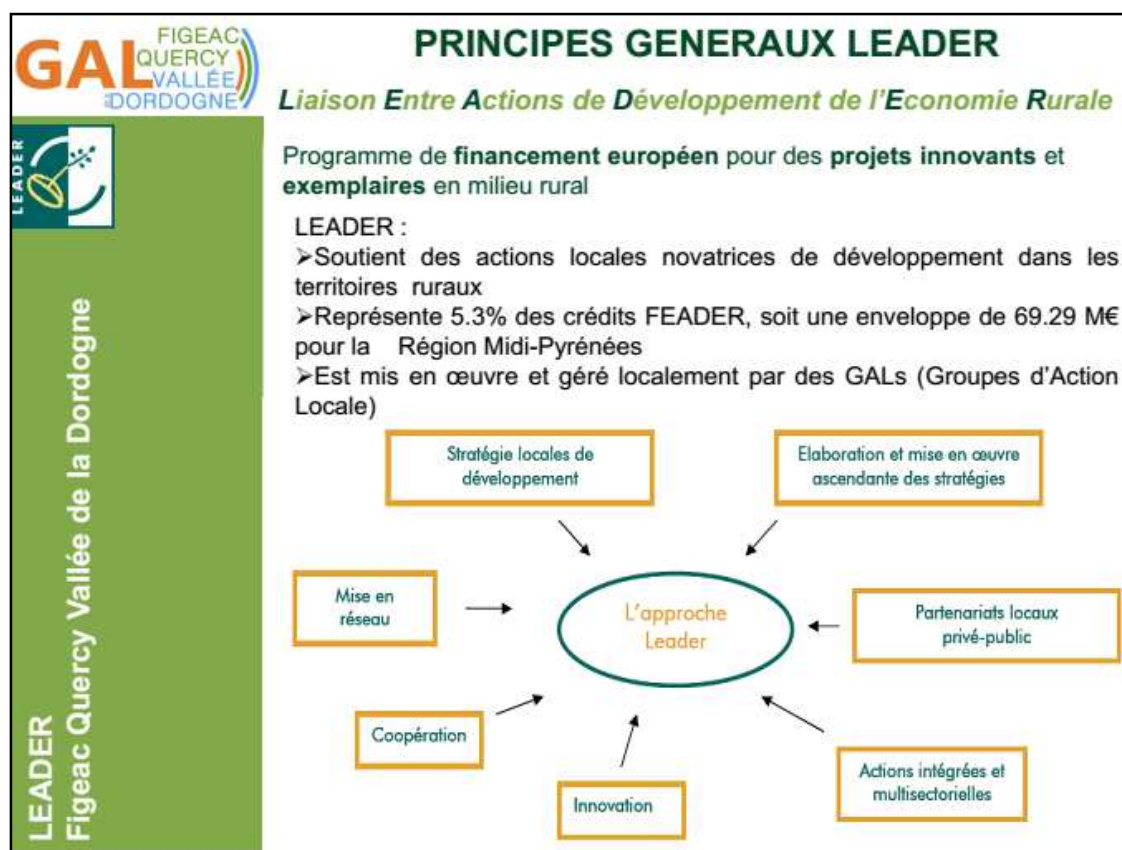 GAL
FIGEAC
QUERCY
VALLÉE
DE LA
DORDOGNE
PRINCIPES GENERAUX LEADER
Liaison Entre Actions de Développement de l'Economie Rurale
LEADER
Programme de financement européen pour des projets innovants et
exemplaires en milieu rural
LEADER :
➢Soutient des actions locales novatrices de développement dans les
territoires ruraux
➢Représente 5.3% des crédits FEADER, soit une enveloppe de 69.29 M€
pour la Région Midi-Pyrénées
➢Est mis en œuvre et géré localement par des GALs (Groupes d'Action
Locale)
Stratégie locales de
développement
Elaboration et mise en œuvre
ascendante des stratégies
Mise en
réseau
L'approche
Leader
Partenariats locaux
privé-public
Coopération
Innovation
Actions intégrées et
multisectorielles
LEADER
Figeac Quercy Vallée de la Dordogne